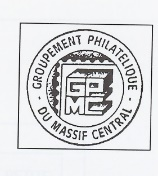 GROUPEMENT PHILATELIQUE
DU MASSIF CENTRAL
GP
MC